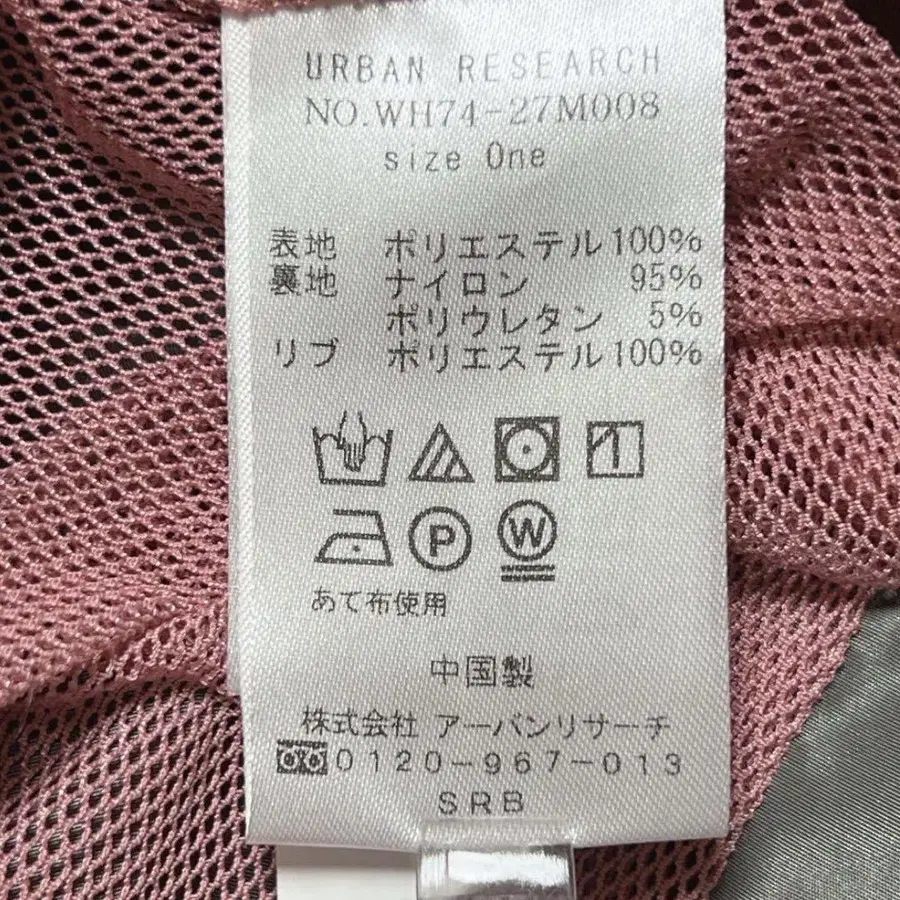 URBAN RESEARCH
NO.WH74-27M008
size One
表地 ポリエステル100%
裏地 ナイロン 95%
ポリウレタン 5%
リブ ポリエステル100%
P W
あて布使用
中国製
株式会社 アーバンリサーチ
0120-967-013
SRB